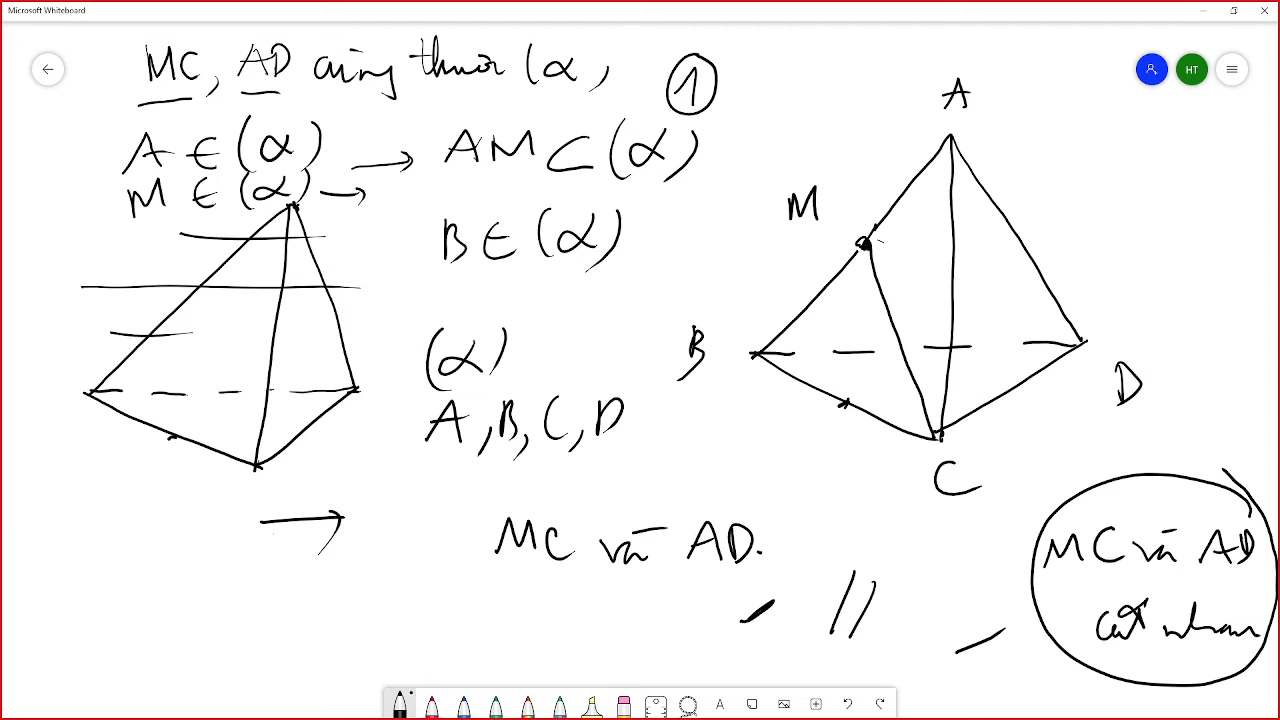 Microsoft Whiteboard
HT
MC, AD cùng thuộc (α,
①
A ∈ (α) → AM ⊂ (α)
M ∈ (α) →
B ∈ (α)
(α)
A, B, C, D
→ MC và AD.
//
A
M
B
D
C
MC và AD
cắt nhau
A